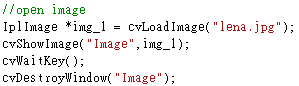 //open image
IplImage *img_1 = cvLoadImage("lena.jpg");
cvShowImage("Image",img_1);
cvWaitKey();
cvDestroyWindow("Image");